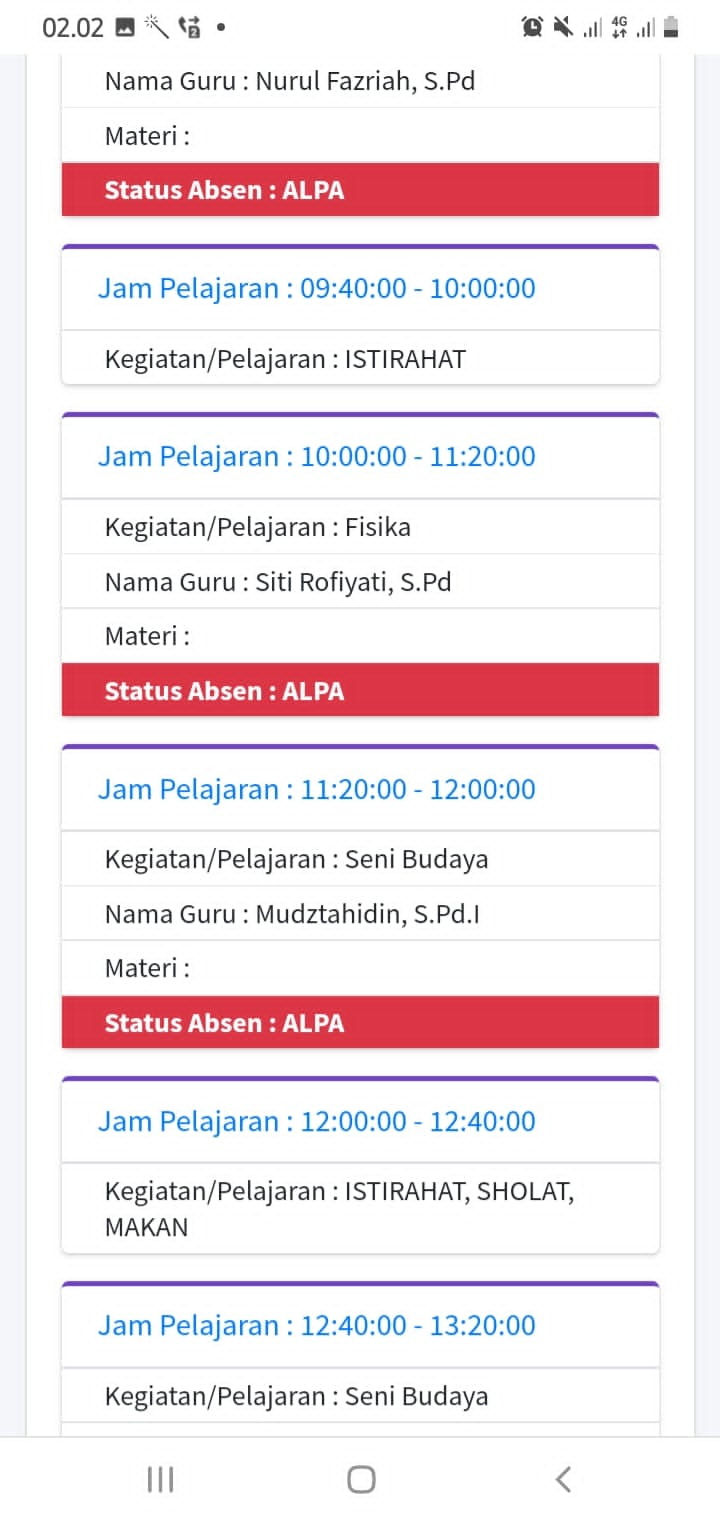 02.02
4G
Nama Guru : Nurul Fazriah, S.Pd
Materi :
Status Absen : ALPA
Jam Pelajaran : 09:40:00 - 10:00:00
Kegiatan/Pelajaran : ISTIRAHAT
Jam Pelajaran : 10:00:00 - 11:20:00
Kegiatan/Pelajaran : Fisika
Nama Guru : Siti Rofiyati, S.Pd
Materi :
Status Absen : ALPA
Jam Pelajaran : 11:20:00 - 12:00:00
Kegiatan/Pelajaran : Seni Budaya
Nama Guru : Mudztahidin, S.Pd.I
Materi :
Status Absen : ALPA
Jam Pelajaran : 12:00:00 - 12:40:00
Kegiatan/Pelajaran : ISTIRAHAT, SHOLAT,
MAKAN
Jam Pelajaran : 12:40:00 - 13:20:00
Kegiatan/Pelajaran : Seni Budaya